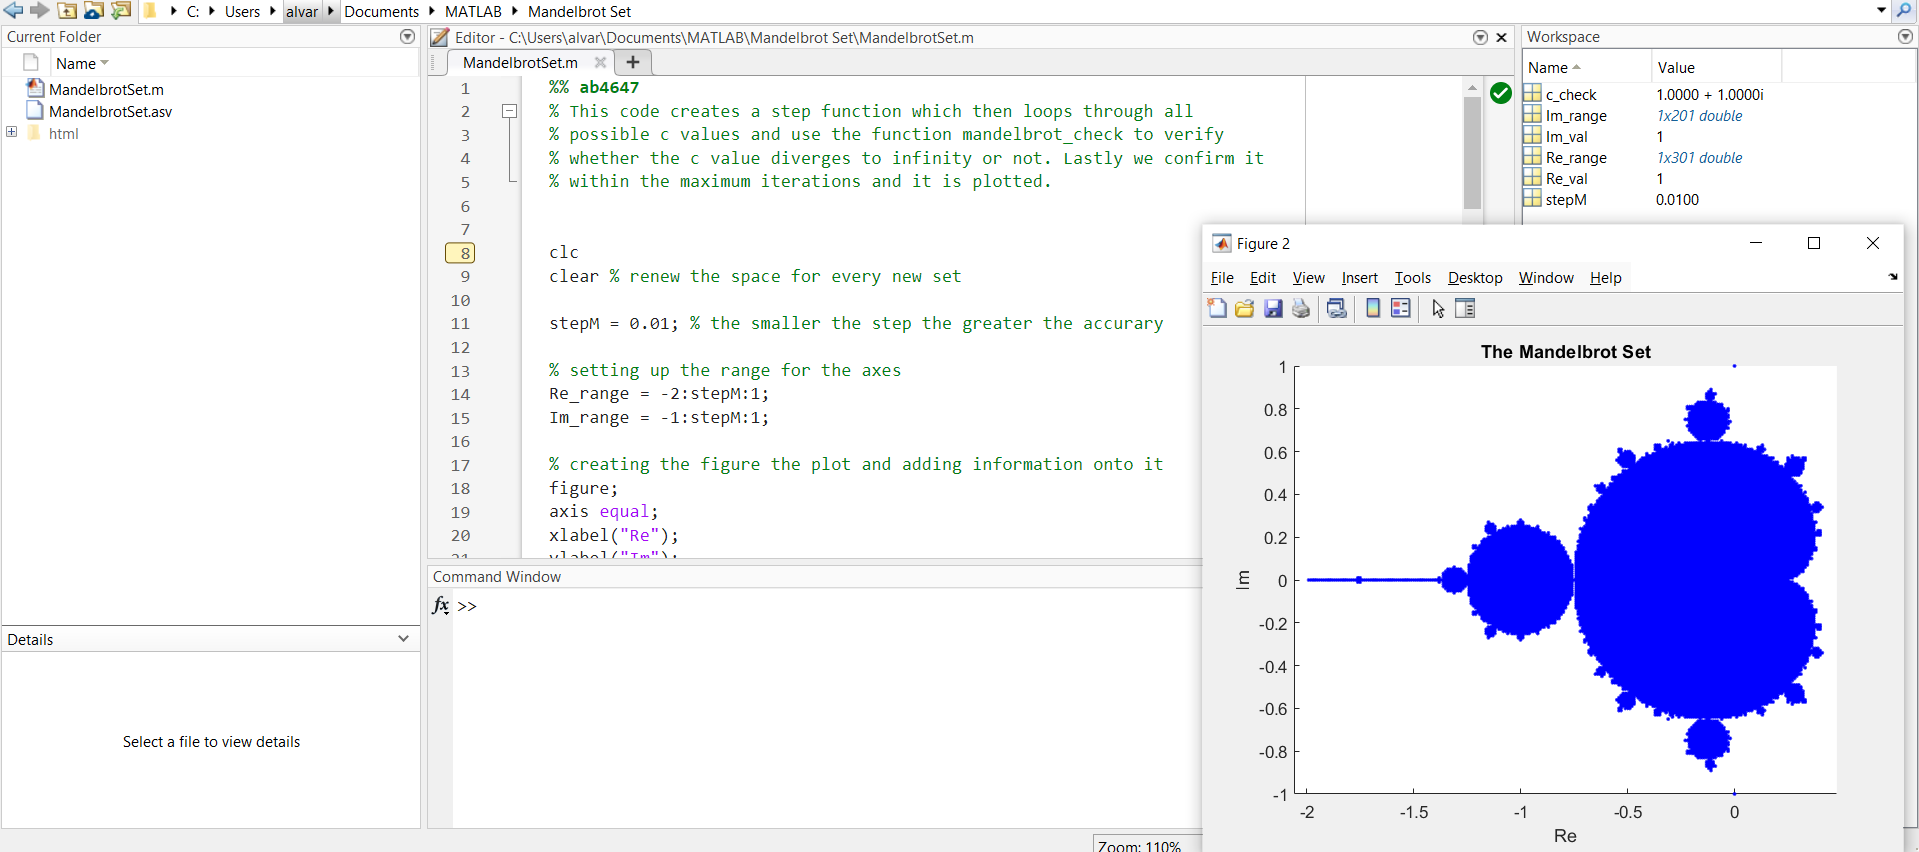 C: Users alvar Documents MATLAB Mandelbrot Set
Current Folder
Name
MandelbrotSet.m
MandelbrotSet.asv
html
Details
Select a file to view details
Editor - C:\Users\alvar\Documents\MATLAB\Mandelbrot Set\MandelbrotSet.m
MandelbrotSet.m
1 %% ab4647
2 % This code creates a step function which then loops through all
3 % possible c values and use the function mandelbrot_check to verify
4 % whether the c value diverges to infinity or not. Lastly we confirm it
5 % within the maximum iterations and it is plotted.
6
7
8 clc
9 clear % renew the space for every new set
10
11 stepM = 0.01; % the smaller the step the greater the accurary
12
13 % setting up the range for the axes
14 Re_range = -2:stepM:1;
15 Im_range = -1:stepM:1;
16
17 % creating the figure the plot and adding information onto it
18 figure;
19 axis equal;
20 xlabel("Re");
21 ylabel("Im");
Command Window
fx >>
Zoom: 110%
Workspace
Name Value
c_check 1.0000 + 1.0000i
Im_range 1x201 double
Im_val 1
Re_range 1x301 double
Re_val 1
stepM 0.0100
Figure 2
File Edit View Insert Tools Desktop Window Help
The Mandelbrot Set
1
0.8
0.6
0.4
0.2
0
-0.2
-0.4
-0.6
-0.8
-1
Im
-2 -1.5 -1 -0.5 0
Re